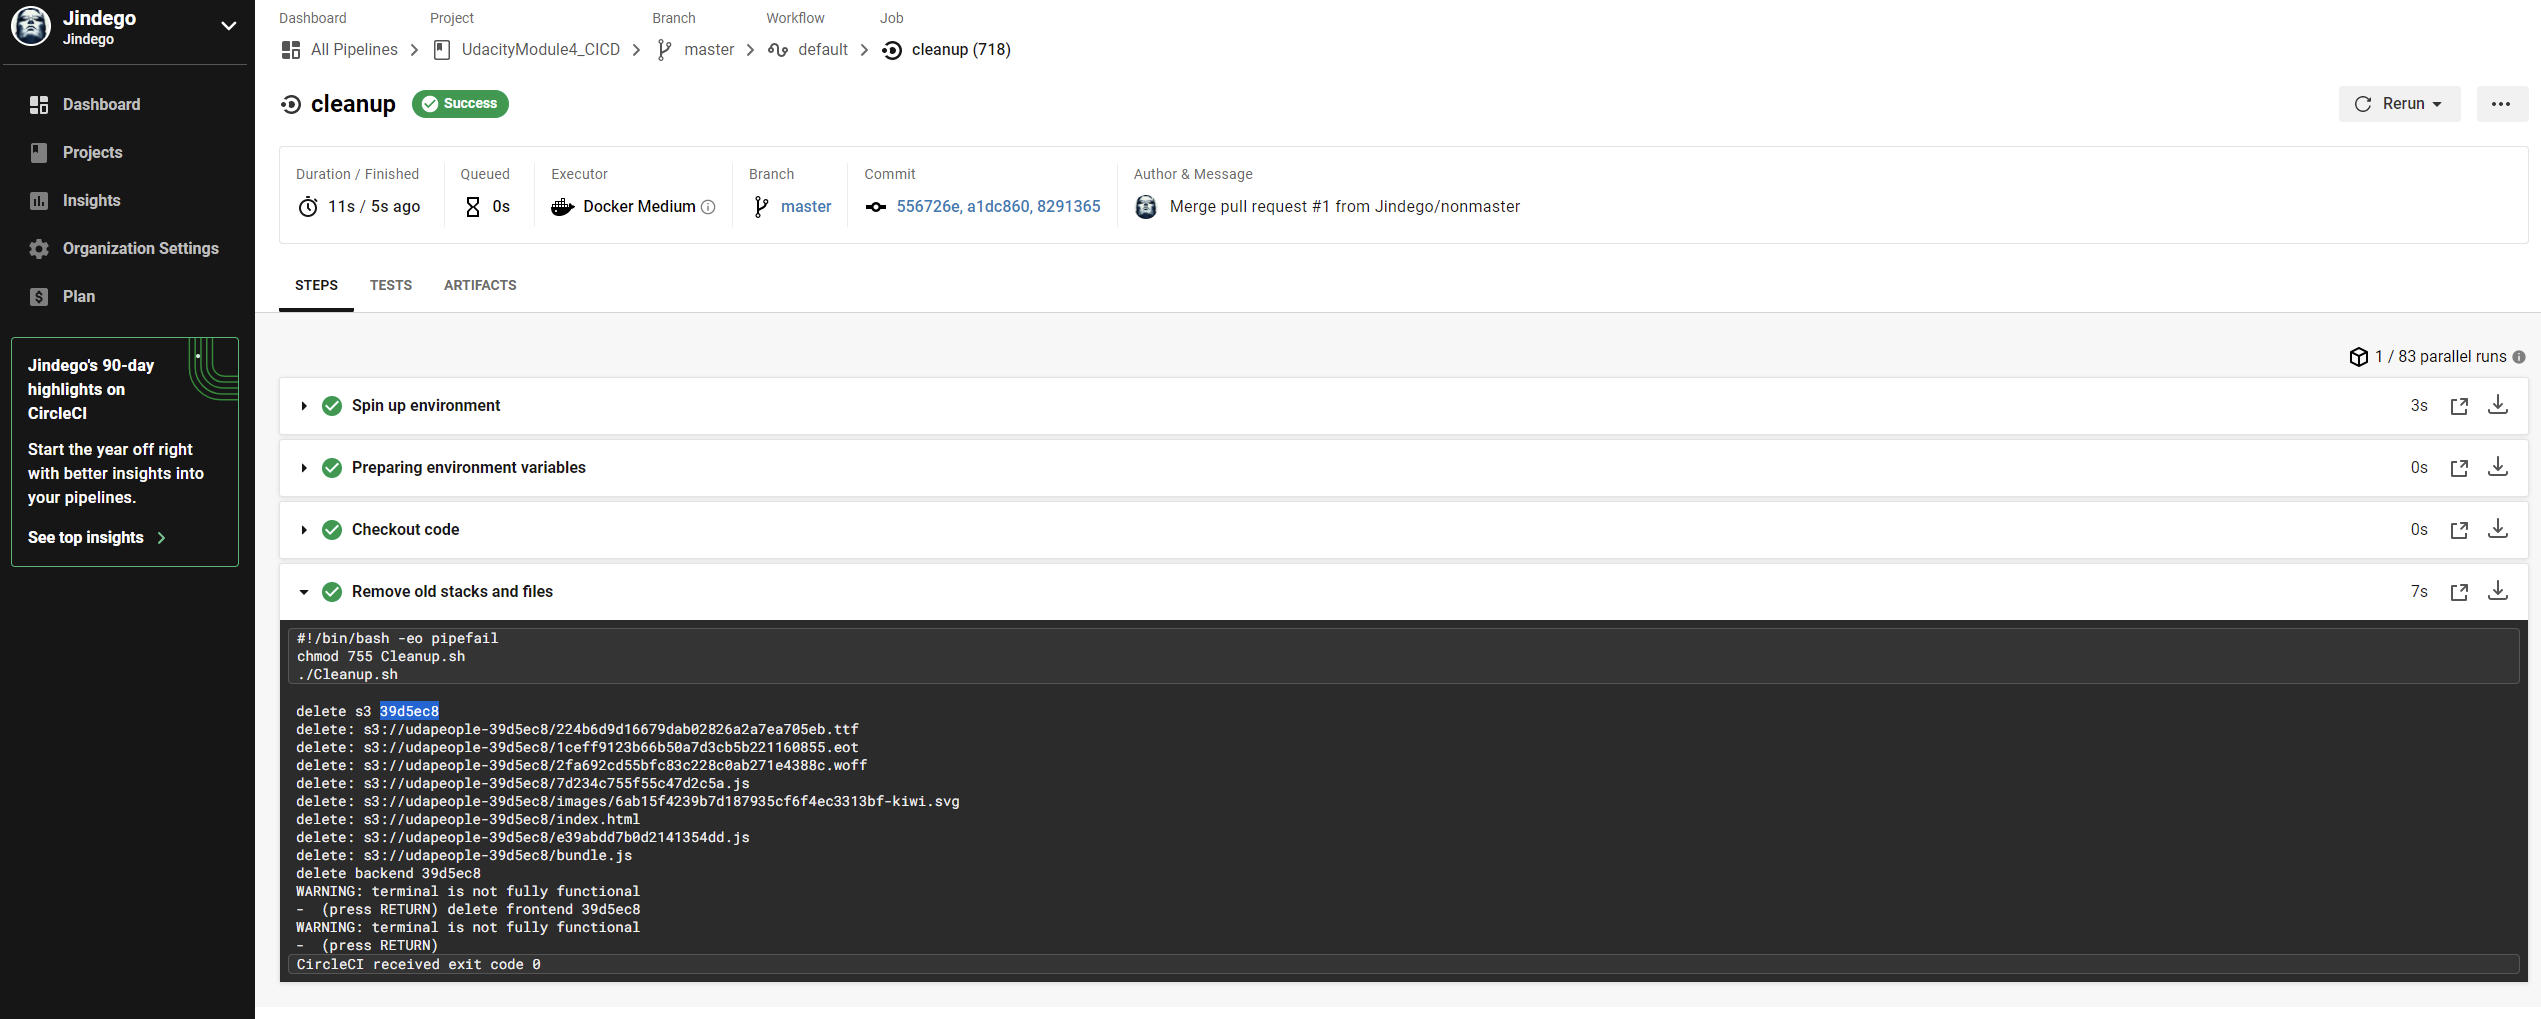 Jindego
Jindego
Dashboard
Projects
Insights
Organization Settings
Plan
Jindego's 90-day
highlights on
CircleCI
Start the year off right
with better insights into
your pipelines.
See top insights
Dashboard Project Branch Workflow Job
All Pipelines UdacityModule4_CICD master default cleanup (718)
cleanup Success Rerun
Duration / Finished Queued Executor Branch Commit Author & Message
11s / 5s ago 0s Docker Medium master 556726e, a1dc860, 8291365 Merge pull request #1 from Jindego/nonmaster
STEPS TESTS ARTIFACTS
1 / 83 parallel runs
Spin up environment 3s
Preparing environment variables 0s
Checkout code 0s
Remove old stacks and files 7s
#!/bin/bash -eo pipefail
chmod 755 Cleanup.sh
./Cleanup.sh
delete s3 39d5ec8
delete: s3://udapeople-39d5ec8/224b6d9d16679dab02826a2a7ea705eb.ttf
delete: s3://udapeople-39d5ec8/1ceff9123b66b50a7d3cb5b221160855.eot
delete: s3://udapeople-39d5ec8/2fa692cd55bfc83c228c0ab271e4388c.woff
delete: s3://udapeople-39d5ec8/7d234c755f55c47d2c5a.js
delete: s3://udapeople-39d5ec8/images/6ab15f4239b7d187935cf6f4ec3313bf-kiwi.svg
delete: s3://udapeople-39d5ec8/index.html
delete: s3://udapeople-39d5ec8/e39abdd7b0d2141354dd.js
delete: s3://udapeople-39d5ec8/bundle.js
delete backend 39d5ec8
WARNING: terminal is not fully functional
-  (press RETURN) delete frontend 39d5ec8
WARNING: terminal is not fully functional
-  (press RETURN)
CircleCI received exit code 0